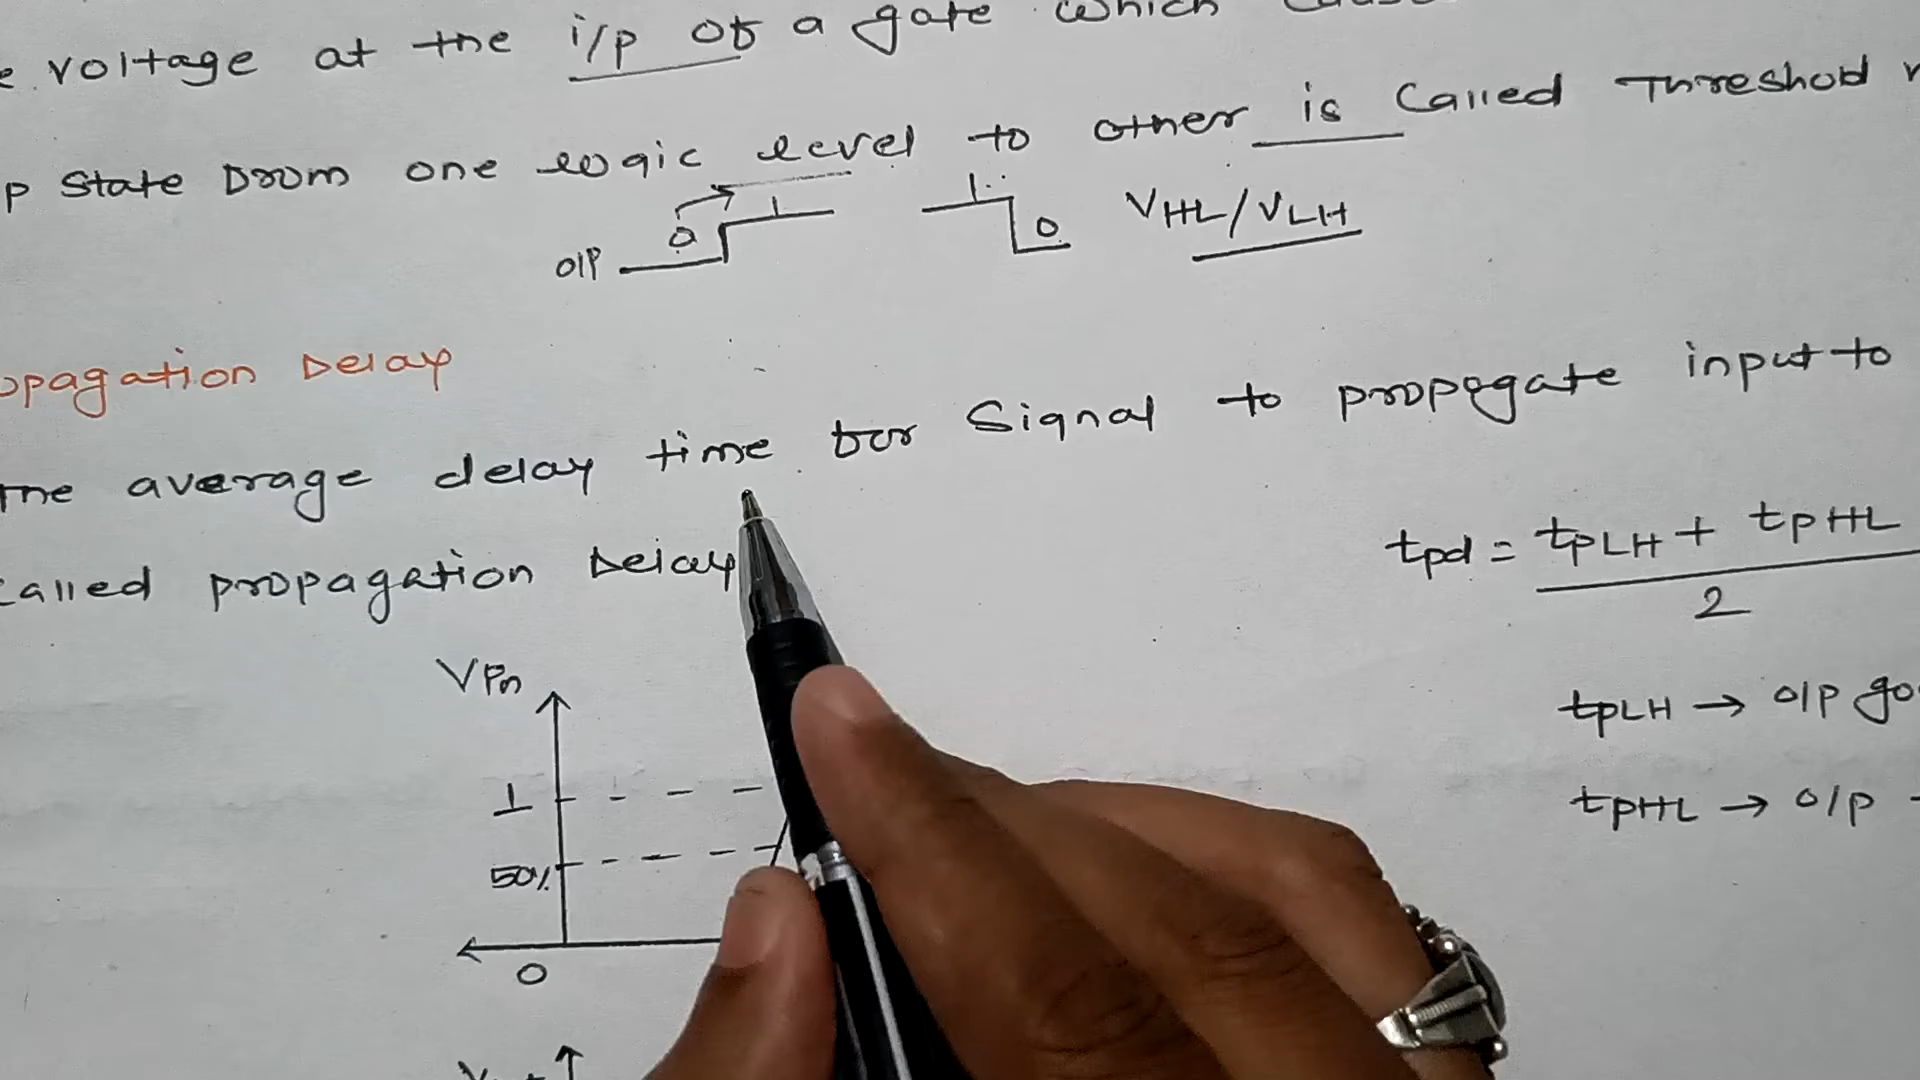 voltage at the i/p of a gate which
p state from one logic level to other is called Threshold
O/P 0 1 1 0 VHL/VLH
opagation Delay
The average delay time for signal to propagate input to
called propagation Delay
tpd = tPLH + tPHL
2
Vin
tPLH → O/P go
1
tPHL → O/P
50%
0